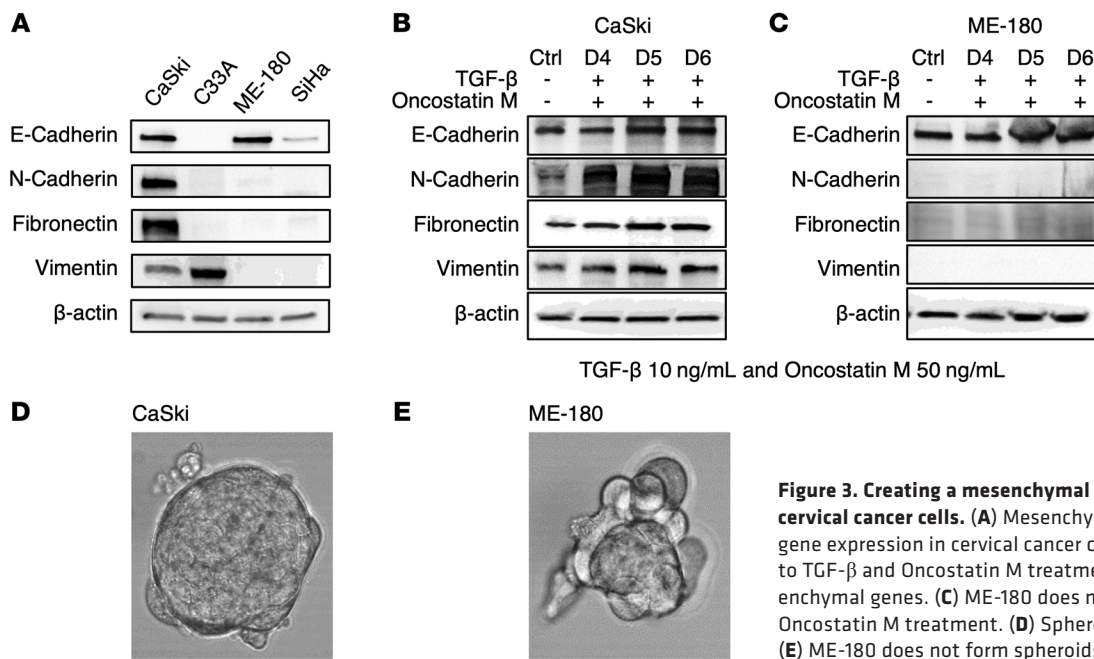 A
CaSki
C33A
ME-180
SiHa
E-Cadherin
N-Cadherin
Fibronectin
Vimentin
β-actin
B
CaSki
Ctrl D4 D5 D6
TGF-β - + + +
Oncostatin M - + + +
E-Cadherin
N-Cadherin
Fibronectin
Vimentin
β-actin
C
ME-180
Ctrl D4 D5 D6
TGF-β - + + +
Oncostatin M - + + +
E-Cadherin
N-Cadherin
Fibronectin
Vimentin
β-actin
TGF-β 10 ng/mL and Oncostatin M 50 ng/mL
D
CaSki
E
ME-180
Figure 3. Creating a mesenchymal
cervical cancer cells. (A) Mesenchy
gene expression in cervical cancer c
to TGF-β and Oncostatin M treatme
enchymal genes. (C) ME-180 does n
Oncostatin M treatment. (D) Sphero
(E) ME-180 does not form spheroids